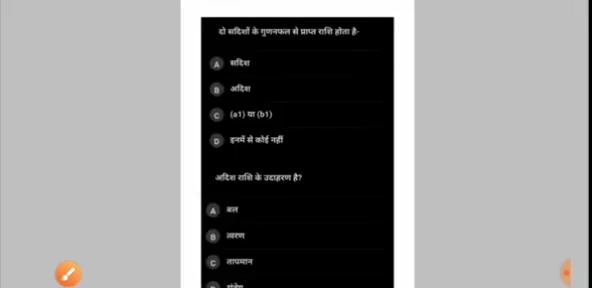 दो सदिशों के गुणनफल से प्राप्त राशि होता है-
A सदिश
B अदिश
C (a1) या (b1)
D इनमें से कोई नहीं
अदिश राशि के उदाहरण है?
A बल
B त्वरण
C तापमान